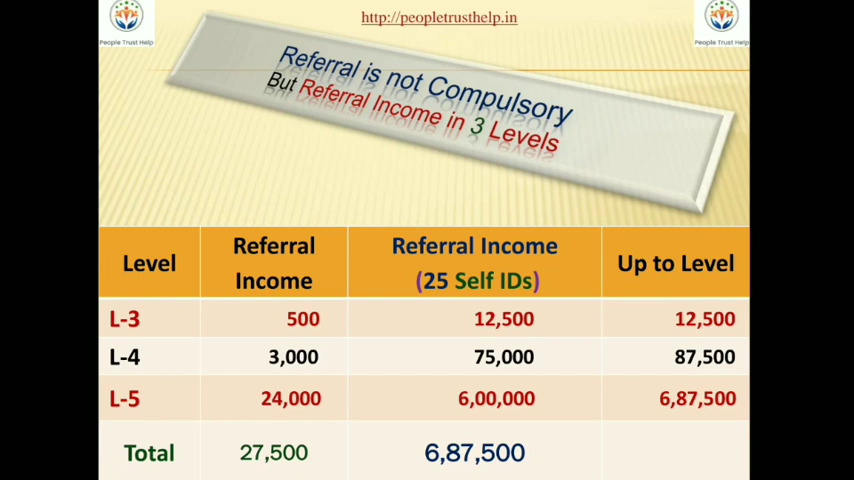 http://peopletrusthelp.in
People Trust Help
People Trust Help
Referral is not Compulsory
But Referral Income in 3 Levels
Level
Referral Income
Referral Income (25 Self IDs)
Up to Level
L-3 500 12,500 12,500
L-4 3,000 75,000 87,500
L-5 24,000 6,00,000 6,87,500
Total 27,500 6,87,500